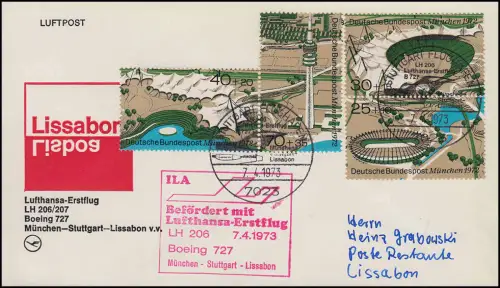 LUFTPOST
Lissabon
Lisboa
Lufthansa-Erstflug
LH 206/207
Boeing 727
München-Stuttgart-Lissabon v.v.
40+20
Deutsche Bundespost München 1972
70+35
Deutsche Bundespost München 1972
Deutsche Bundespost München 1972
30
25
Deutsche Bundespost München 1972
LH 206
Lufthansa-Erstflug
B 727
Lissabon
7.4.1973
7023
ILA
Befördert mit
Lufthansa-Erstflug
LH 206 7.4.1973
Boeing 727
München - Stuttgart - Lissabon
Herrn
Heinz Grabowski
Poste Restante
Lissabon